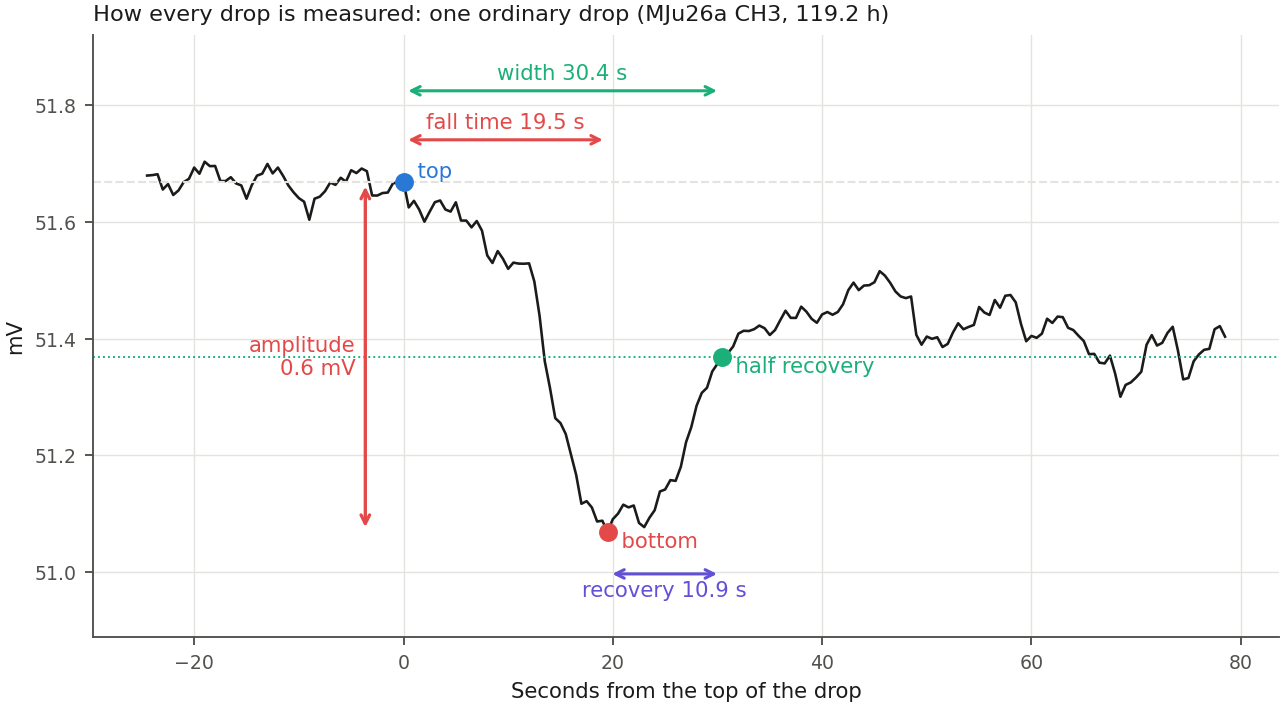 How every drop is measured: one ordinary drop (MJu26a CH3, 119.2 h)
width 30.4 s
fall time 19.5 s
top
amplitude
0.6 mV
half recovery
bottom
recovery 10.9 s
mV
51.8
51.6
51.4
51.2
51.0
−20
0
20
40
60
80
Seconds from the top of the drop